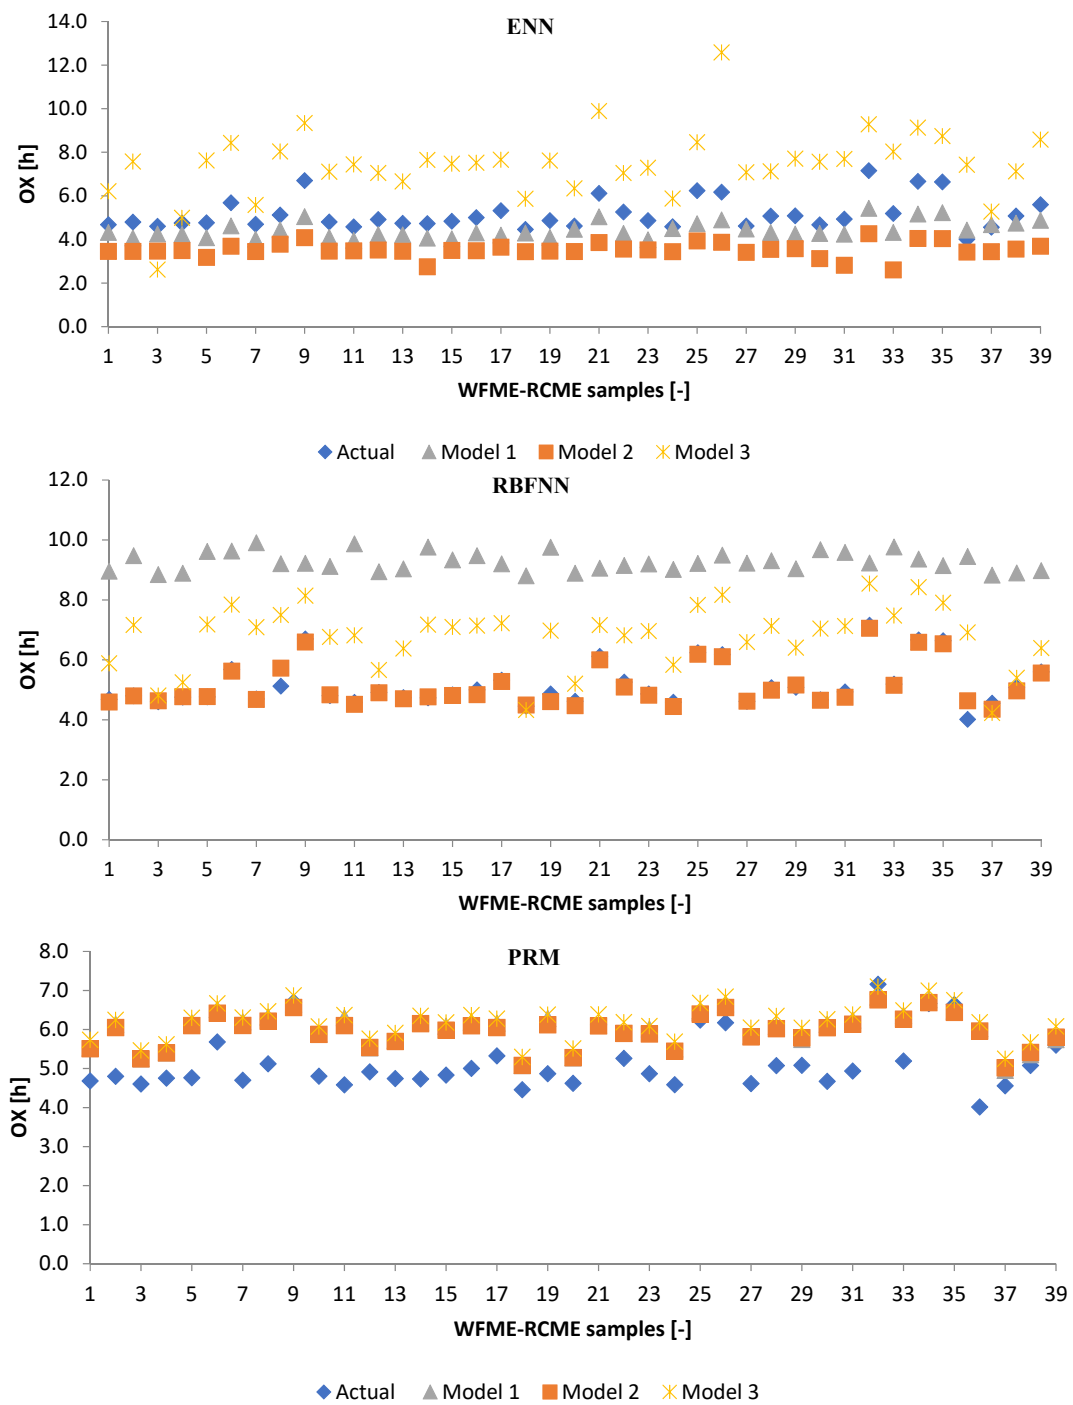 ENN
14.0
12.0
10.0
8.0
6.0
4.0
2.0
0.0
OX [h]
1 3 5 7 9 11 13 15 17 19 21 23 25 27 29 31 33 35 37 39
WFME-RCME samples [-]
Actual Model 1 Model 2 Model 3
RBFNN
12.0
10.0
8.0
6.0
4.0
2.0
0.0
OX [h]
1 3 5 7 9 11 13 15 17 19 21 23 25 27 29 31 33 35 37 39
WFME-RCME samples [-]
PRM
8.0
7.0
6.0
5.0
4.0
3.0
2.0
1.0
0.0
OX [h]
1 3 5 7 9 11 13 15 17 19 21 23 25 27 29 31 33 35 37 39
WFME-RCME samples [-]
Actual Model 1 Model 2 Model 3